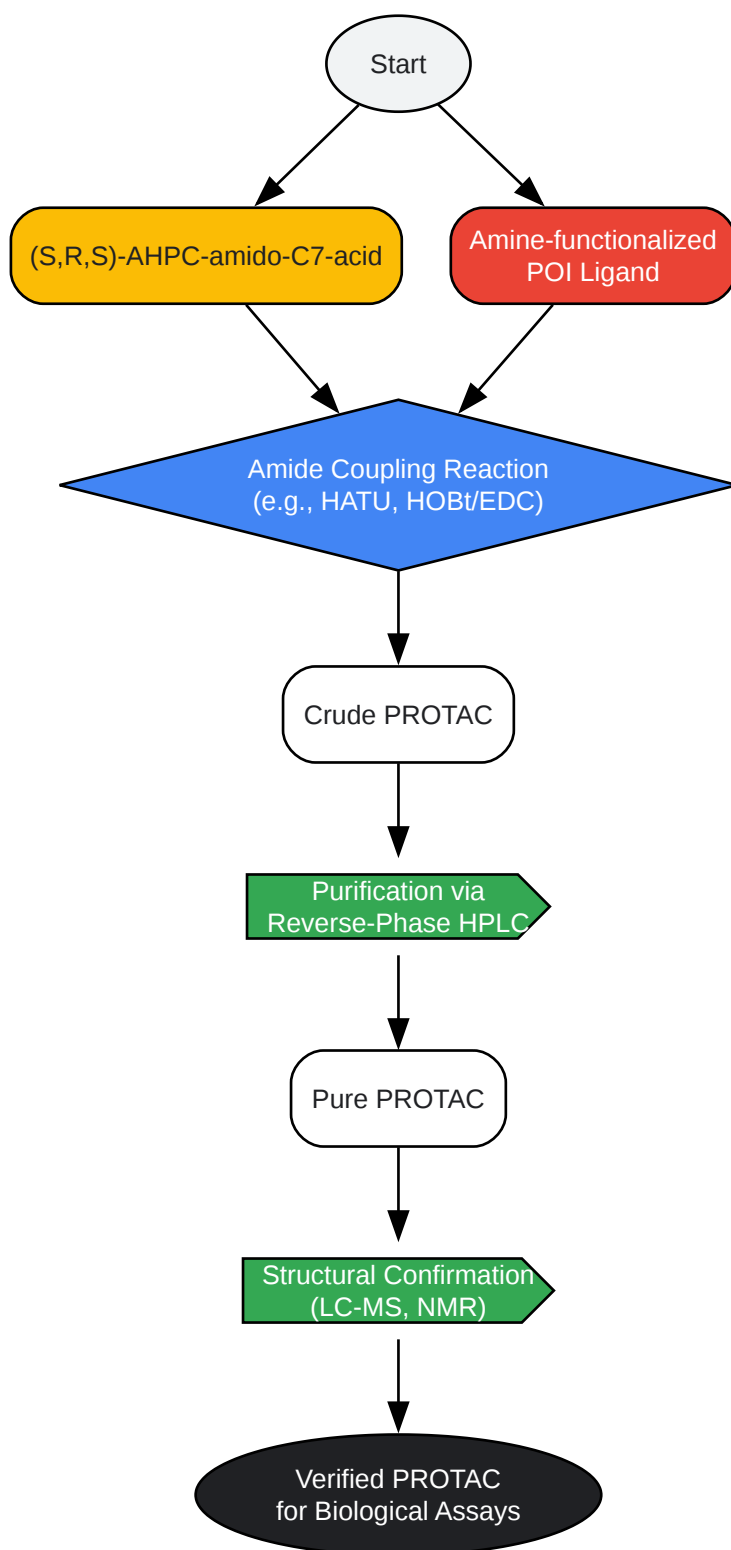 Start
(S,R,S)-AHPC-amido-C7-acid
Amine-functionalized
POI Ligand
Amide Coupling Reaction
(e.g., HATU, HOBt/EDC)
Crude PROTAC
Purification via
Reverse-Phase HPLC
Pure PROTAC
Structural Confirmation
(LC-MS, NMR)
Verified PROTAC
for Biological Assays